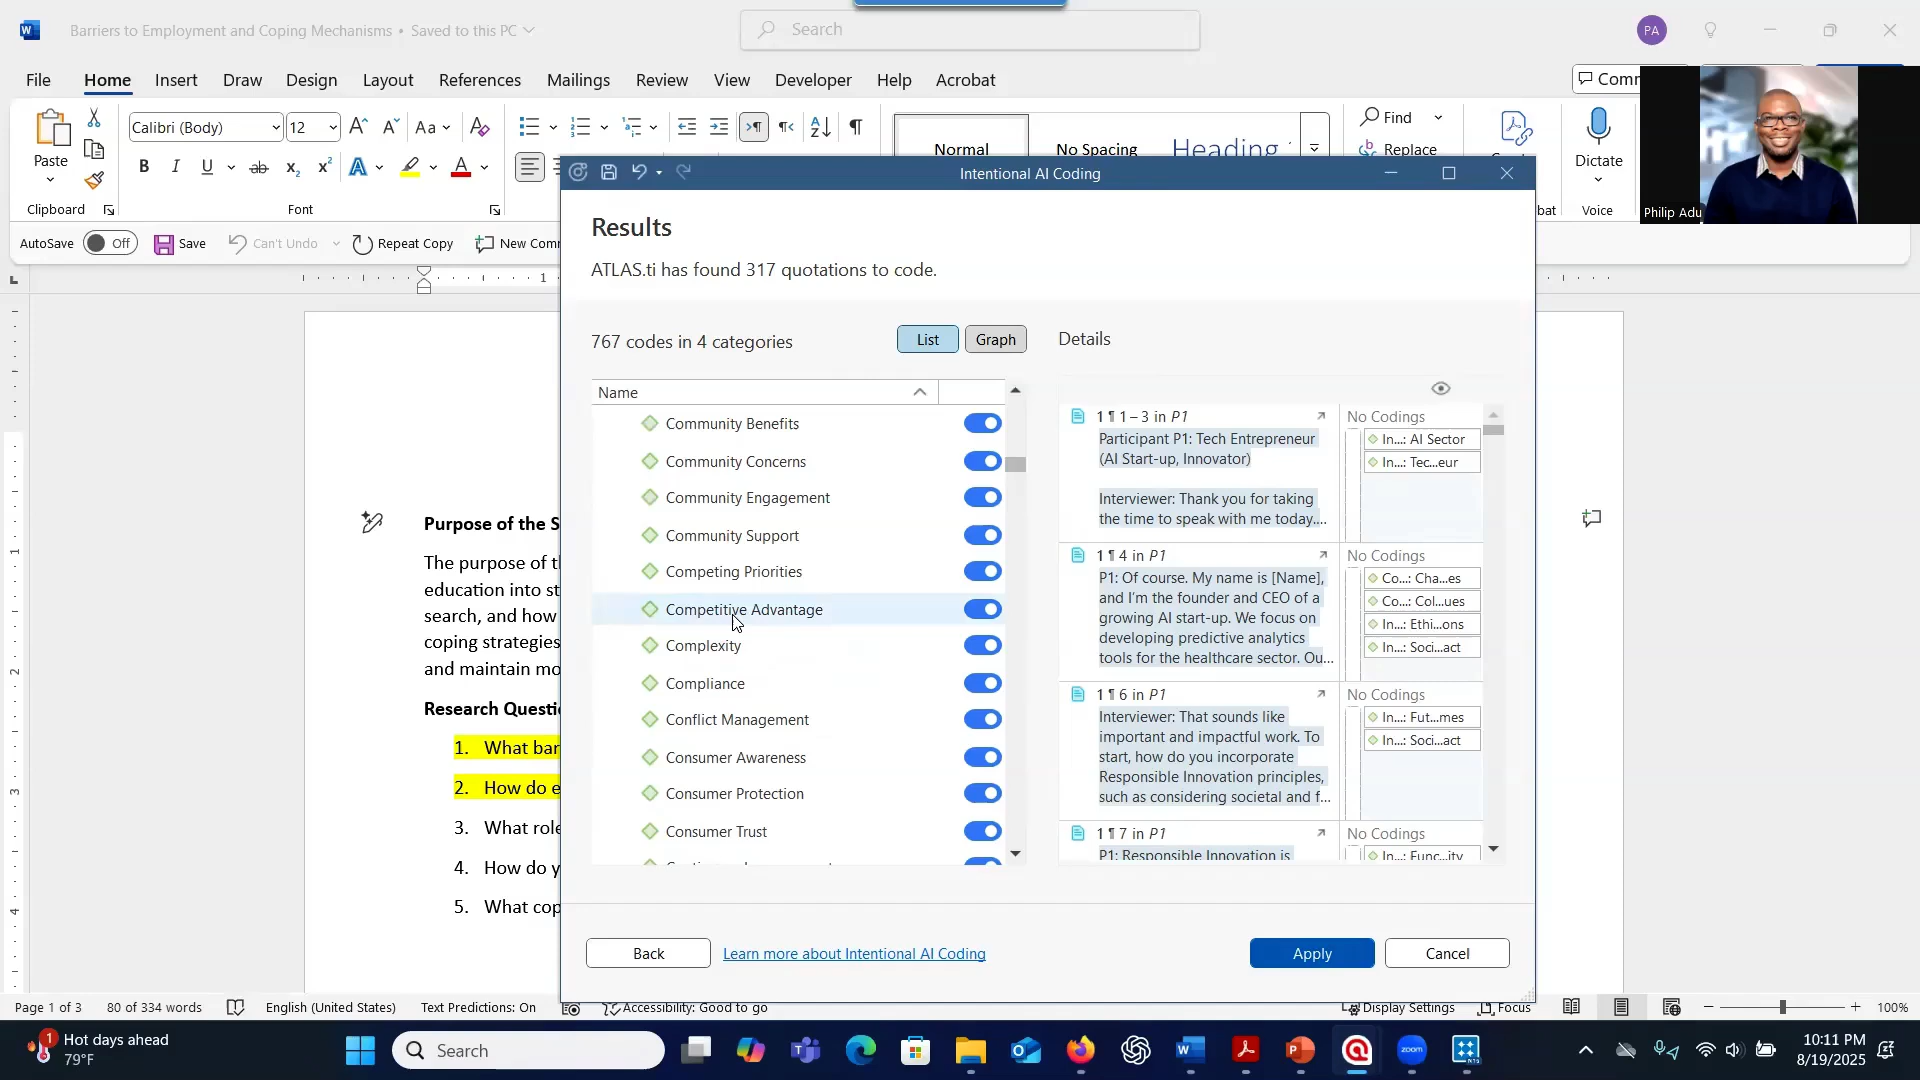 Barriers to Employment and Coping Mechanisms • Saved to this PC
Search
PA
File
Home
Insert
Draw
Design
Layout
References
Mailings
Review
View
Developer
Help
Acrobat
Paste
Clipboard
Calibri (Body)
12
Font
Normal
No Spacing
Heading
Find
Replace
Dictate
Voice
Philip Adu
AutoSave
Off
Save
Can't Undo
Repeat Copy
Purpose of the S
The purpose of t
education into st
search, and how
coping strategies
and maintain mo
Research Questi
1. What bar
2. How do e
3. What role
4. How do y
5. What cop
Intentional AI Coding
Results
ATLAS.ti has found 317 quotations to code.
767 codes in 4 categories
List
Graph
Details
Name
Community Benefits
Community Concerns
Community Engagement
Community Support
Competing Priorities
Competitive Advantage
Complexity
Compliance
Conflict Management
Consumer Awareness
Consumer Protection
Consumer Trust
1 ¶ 1 – 3 in P1
Participant P1: Tech Entrepreneur
(AI Start-up, Innovator)
Interviewer: Thank you for taking
the time to speak with me today....
No Codings
In...: AI Sector
In...: Tec...eur
1 ¶ 4 in P1
P1: Of course. My name is [Name],
and I'm the founder and CEO of a
growing AI start-up. We focus on
developing predictive analytics
tools for the healthcare sector. Ou...
No Codings
Co...: Cha...es
Co...: Col...ues
In...: Ethi...ons
In...: Soci...act
1 ¶ 6 in P1
Interviewer: That sounds like
important and impactful work. To
start, how do you incorporate
Responsible Innovation principles,
such as considering societal and f...
No Codings
In...: Fut...mes
In...: Soci...act
1 ¶ 7 in P1
P1: Responsible Innovation is
No Codings
In...: Func...ity
Back
Learn more about Intentional AI Coding
Apply
Cancel
Page 1 of 3
80 of 334 words
English (United States)
Text Predictions: On
Accessibility: Good to go
Display Settings
Focus
100%
1
Hot days ahead
79°F
Search
zoom
10:11 PM
8/19/2025